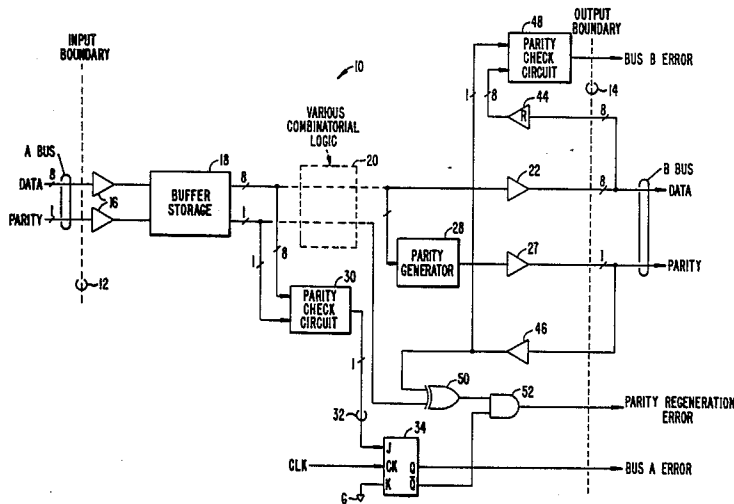 INPUT
BOUNDARY
A BUS
DATA
8
PARITY
1
16
12
18
BUFFER
STORAGE
8
1
10
VARIOUS
COMBINATORIAL
LOGIC
20
1
8
30
PARITY
CHECK
CIRCUIT
1
32
34
J
CK
K
Q
Q̅
CLK
G
28
PARITY
GENERATOR
22
27
46
50
52
48
PARITY
CHECK
CIRCUIT
1
8
R
44
8
OUTPUT
BOUNDARY
14
BUS B ERROR
B BUS
8
DATA
1
PARITY
PARITY REGENERATION
ERROR
BUS A ERROR